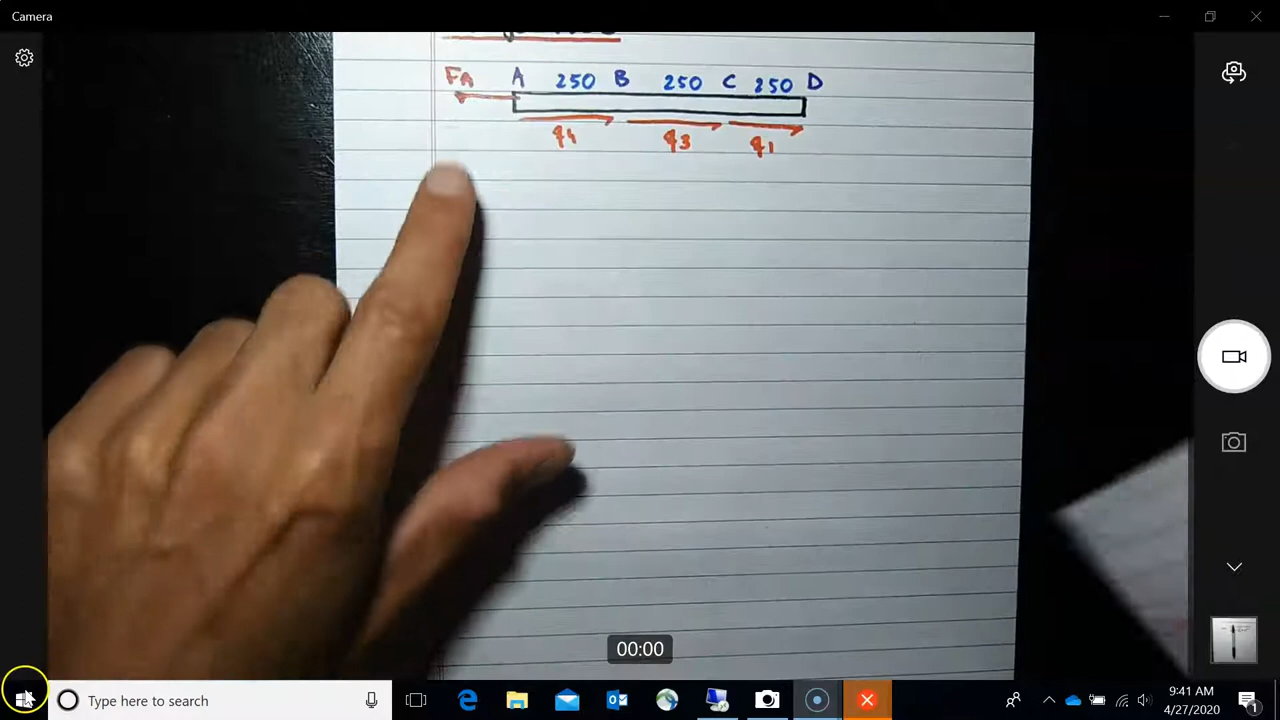 Camera
FA A 250 B 250 C 250 D
q4 q3 q1
00:00
Type here to search
9:41 AM
4/27/2020
1